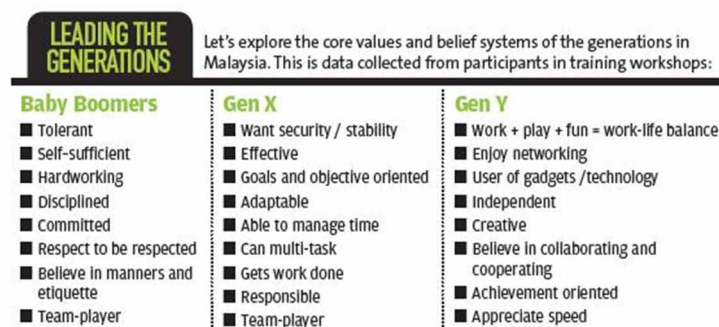 LEADING THE
GENERATIONS
Let's explore the core values and belief systems of the generations in
Malaysia. This is data collected from participants in training workshops:
Baby Boomers
■ Tolerant
■ Self-sufficient
■ Hardworking
■ Disciplined
■ Committed
■ Respect to be respected
■ Believe in manners and
etiquette
■ Team-player
Gen X
■ Want security / stability
■ Effective
■ Goals and objective oriented
■ Adaptable
■ Able to manage time
■ Can multi-task
■ Gets work done
■ Responsible
■ Team-player
Gen Y
■ Work + play + fun = work-life balance
■ Enjoy networking
■ User of gadgets /technology
■ Independent
■ Creative
■ Believe in collaborating and
cooperating
■ Achievement oriented
■ Appreciate speed